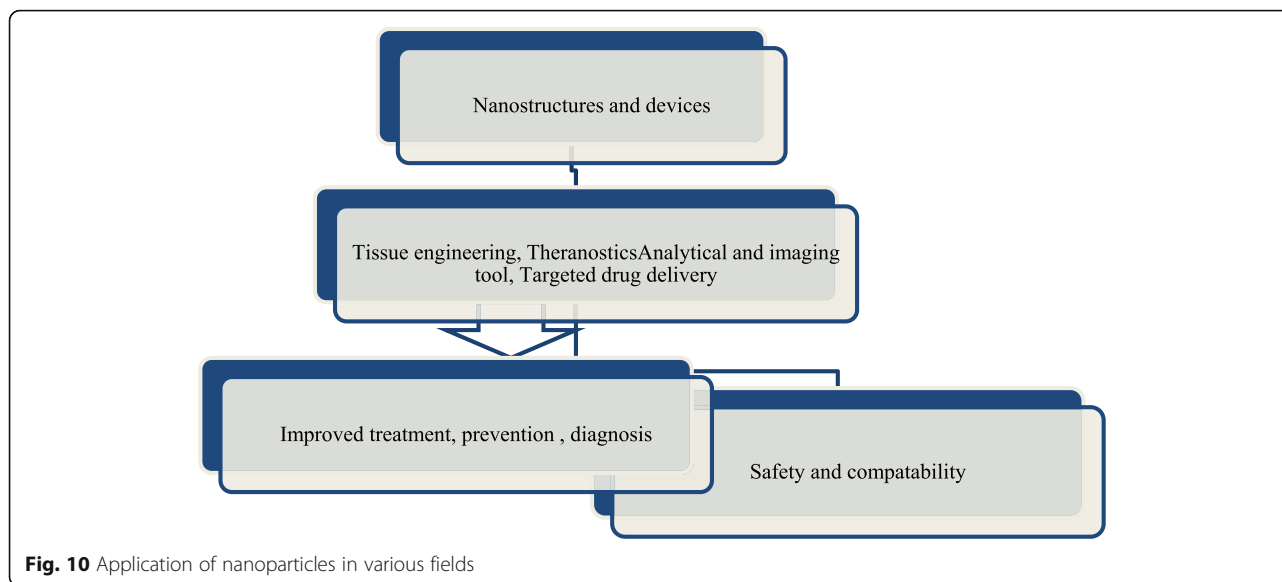 Nanostructures and devices
Tissue engineering, TheranosticsAnalytical and imaging
tool, Targeted drug delivery
Improved treatment, prevention , diagnosis
Safety and compatability
Fig. 10 Application of nanoparticles in various fields